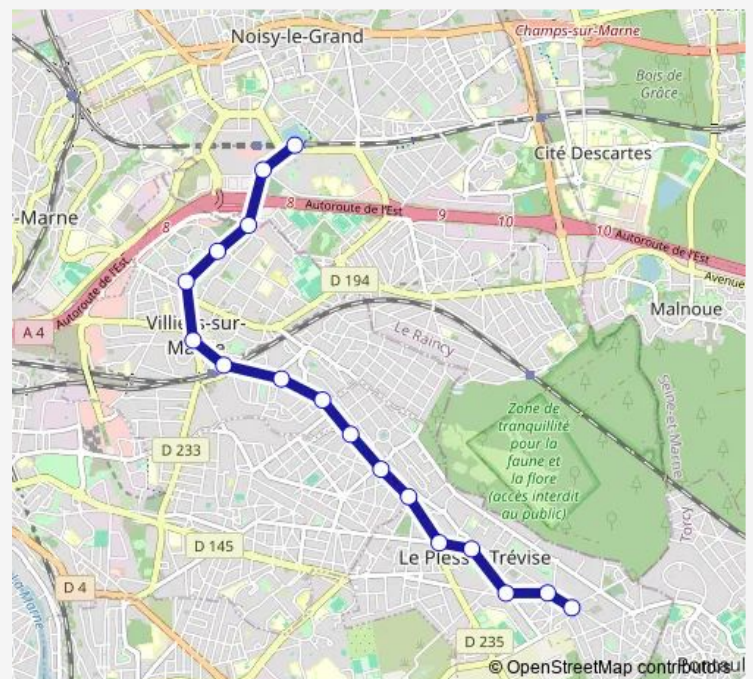 Noisy-le-Grand
Champs-sur-Marne
Bois de
Grâce
Cité Descartes
-Marne
8
8
Autoroute de l'Est
9
10
10
Autoroute de l'Est
Autoroute de l'Est
Avenue
D 194
A 4
Villiers-sur-
Marne
Malnoue
Le Raincy
Zone de
tranquillité
pour la
faune et
la flore
(accès interdit
au public)
Seine-et-Marne
Torcy
D 233
D 145
Le Pless Trévise
D 4
la Marne
D 235
© OpenStreetMap contributors